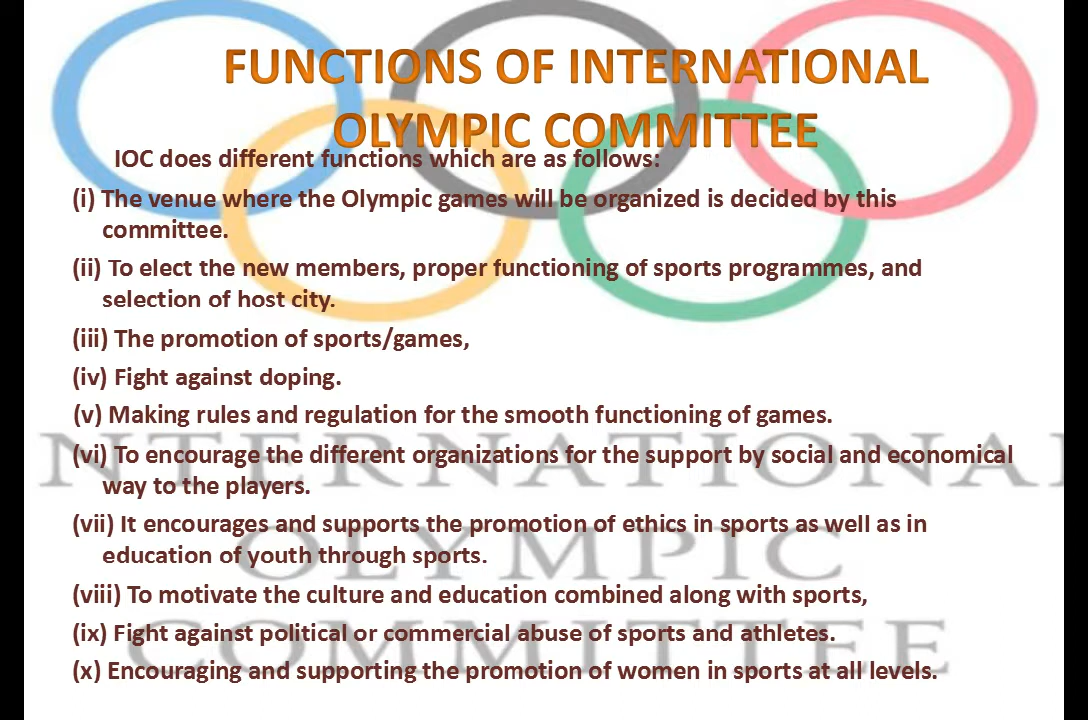 FUNCTIONS OF INTERNATIONAL
OLYMPIC COMMITTEE
IOC does different functions which are as follows:
(i) The venue where the Olympic games will be organized is decided by this
committee.
(ii) To elect the new members, proper functioning of sports programmes, and
selection of host city.
(iii) The promotion of sports/games,
(iv) Fight against doping.
(v) Making rules and regulation for the smooth functioning of games.
(vi) To encourage the different organizations for the support by social and economical
way to the players.
(vii) It encourages and supports the promotion of ethics in sports as well as in
education of youth through sports.
(viii) To motivate the culture and education combined along with sports,
(ix) Fight against political or commercial abuse of sports and athletes.
(x) Encouraging and supporting the promotion of women in sports at all levels.
INTERNATIONAL
OLYMPIC
COMMITTEE